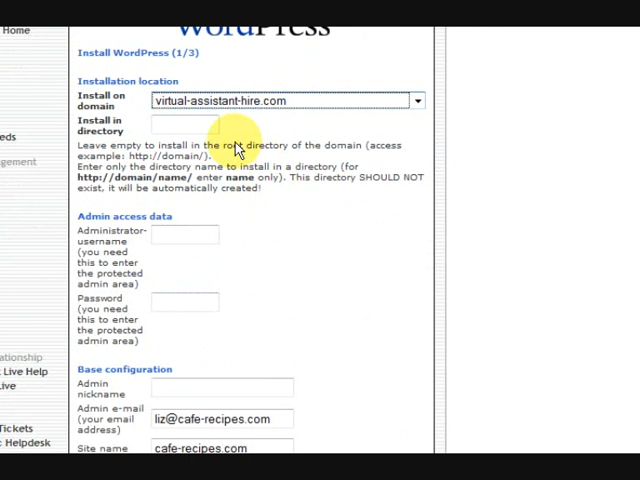 Home
WordPress
Install WordPress (1/3)
Installation location
Install on
domain
virtual-assistant-hire.com
Install in
directory
Leave empty to install in the root directory of the domain (access
example: http://domain/).
Enter only the directory name to install in a directory (for
http://domain/name/ enter name only). This directory SHOULD NOT
exist, it will be automatically created!
Admin access data
Administrator-
username
(you need
this to enter
the protected
admin area)
Password
(you need
this to enter
the protected
admin area)
Base configuration
Admin
nickname
Admin e-mail
(your email
address)
liz@cafe-recipes.com
Site name
cafe-recipes.com
eds
gement
ationship
Live Help
ive
Tickets
Helpdesk